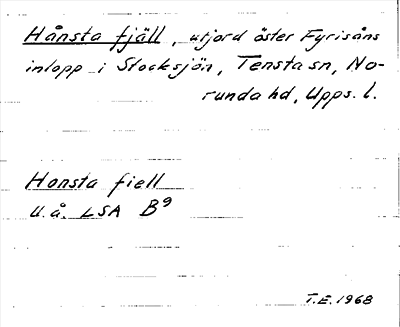 Hånsta fjäll, utjord öster Fyrisåns
inlopp i Stocksjön, Tensta sn, No-
runda hd, Upps. l.
Honsta fiell
U.å. LSA B9
T.E. 1968